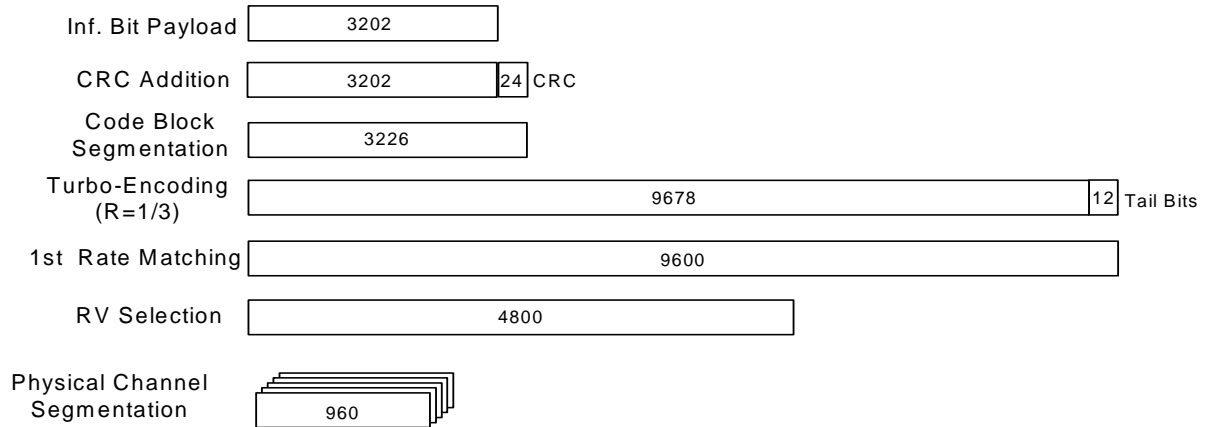 Inf. Bit Payload 3202
CRC Addition 3202 24 CRC
Code Block
Segmentation 3226
Turbo-Encoding
(R=1/3) 9678 12 Tail Bits
1st Rate Matching 9600
RV Selection 4800
Physical Channel
Segmentation 960